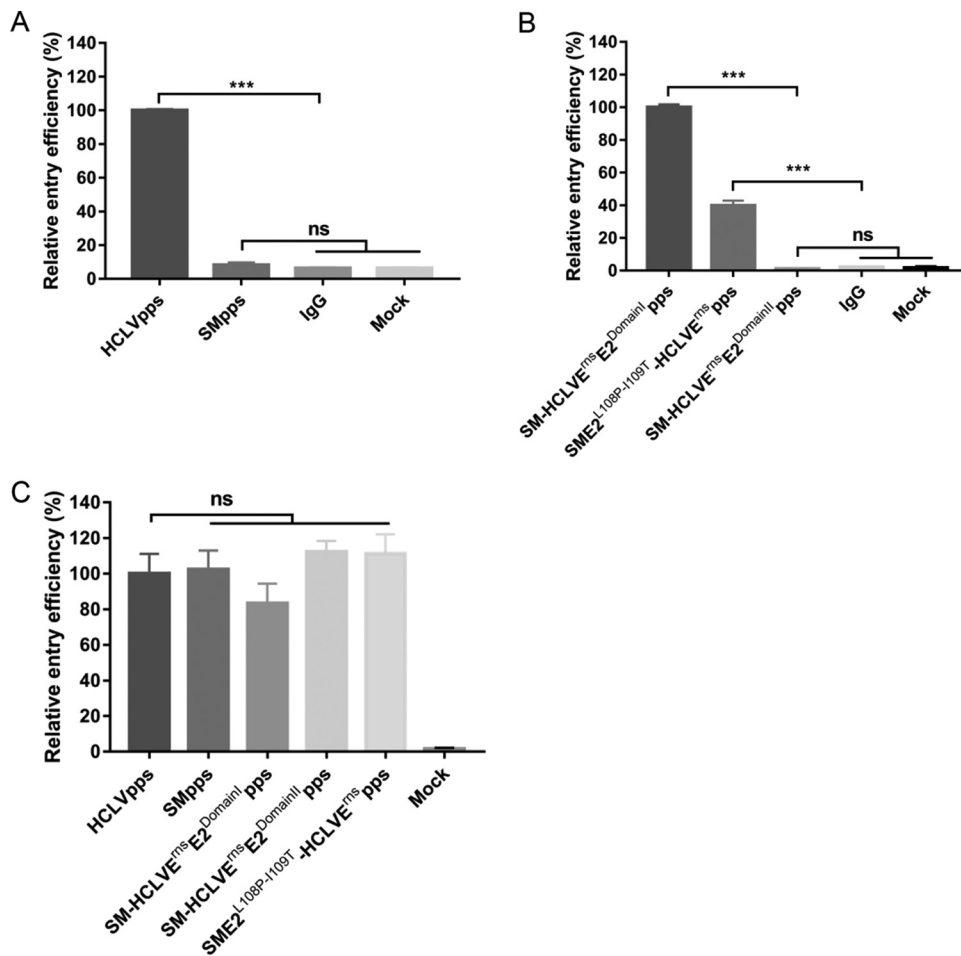 A
Relative entry efficiency (%)
140
120
100
80
60
40
20
0
***
ns
HCLVpps
SMpps
IgG
Mock
B
Relative entry efficiency (%)
140
120
100
80
60
40
20
0
***
***
ns
SM-HCLVE^rns E2^DomainI pps
SME2^L108P-I109T-HCLVE^rns pps
SM-HCLVE^rns E2^DomainII pps
IgG
Mock
C
Relative entry efficiency (%)
140
120
100
80
60
40
20
0
ns
HCLVpps
SMpps
SM-HCLVE^rns E2^DomainI pps
SM-HCLVE^rns E2^DomainII pps
SME2^L108P-I109T-HCLVE^rns pps
Mock